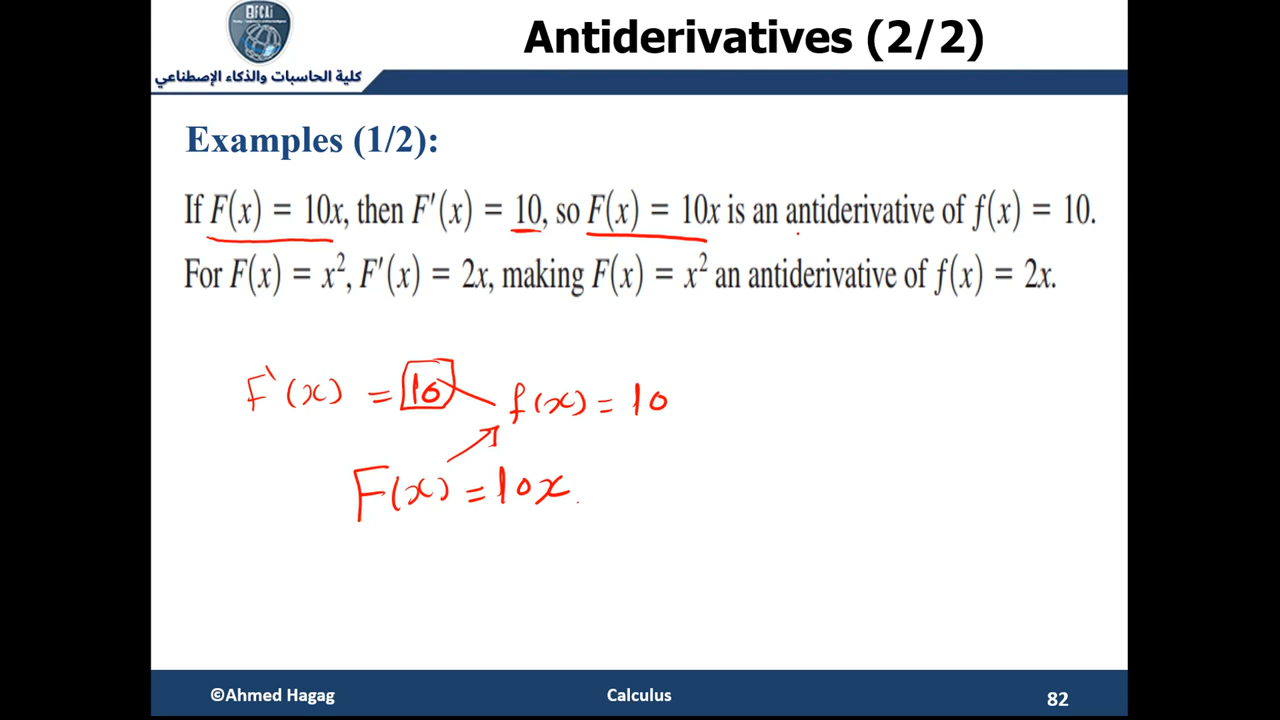 FCAi
Antiderivatives (2/2)
كلية الحاسبات والذكاء الإصطناعي
Examples (1/2):
If F(x) = 10x, then F′(x) = 10, so F(x) = 10x is an antiderivative of f(x) = 10.
For F(x) = x², F′(x) = 2x, making F(x) = x² an antiderivative of f(x) = 2x.
F'(x) = 10 f(x) = 10
F(x) = 10x.
©Ahmed Hagag Calculus 82